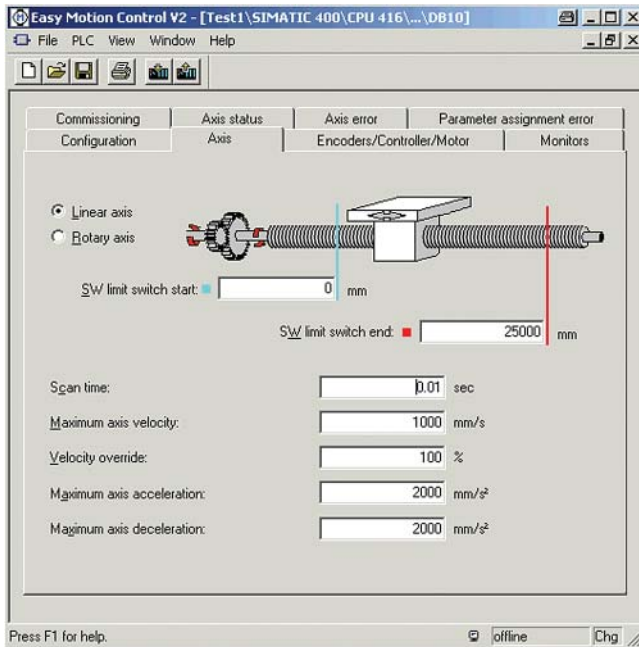 Easy Motion Control V2 - [Test1\SIMATIC 400\CPU 416\...\DB10]
File PLC View Window Help
Commissioning Axis status Axis error Parameter assignment error
Configuration Axis Encoders/Controller/Motor Monitors
Linear axis
Rotary axis
SW limit switch start: 0 mm
SW limit switch end: 25000 mm
Scan time: 0.01 sec
Maximum axis velocity: 1000 mm/s
Velocity override: 100 %
Maximum axis acceleration: 2000 mm/s²
Maximum axis deceleration: 2000 mm/s²
Press F1 for help. offline Chg